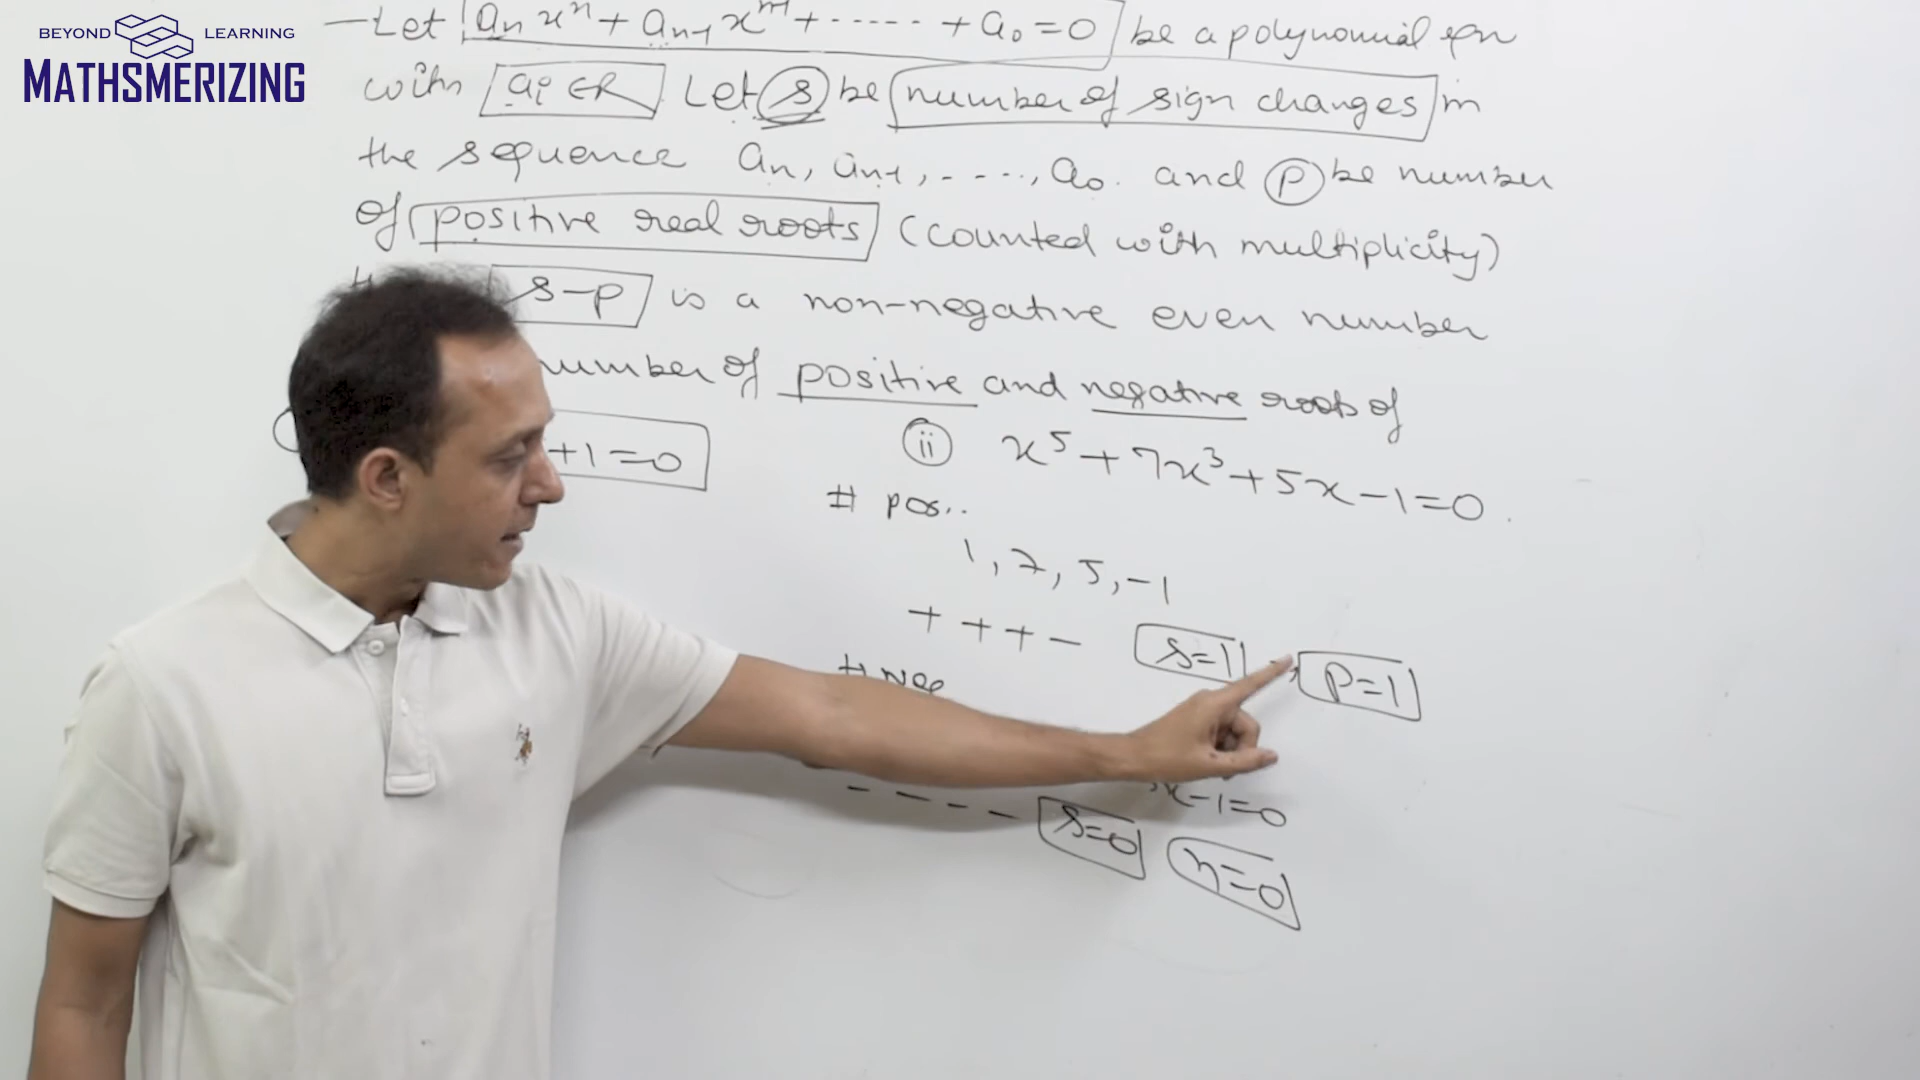 BEYOND LEARNING
MATHSMERIZING
—Let aₙxⁿ + aₙ₋₁xⁿ⁻¹ + ...... + a₀ = 0 be a polynomial eqn
with aᵢ ∈ R Let s be number of sign changes in
the sequence aₙ, aₙ₋₁, - - - ., a₀. and p be number
of positive real roots (counted with multiplicity)
s-p is a non-negative even number
number of positive and negative roots of
+1=0
(ii) x⁵ + 7x³ + 5x - 1 = 0.
# pos..
1, 7, 5, -1
+ + + -
s=1, p=1
# neg
x-1=0
- - - - s=0 n=0